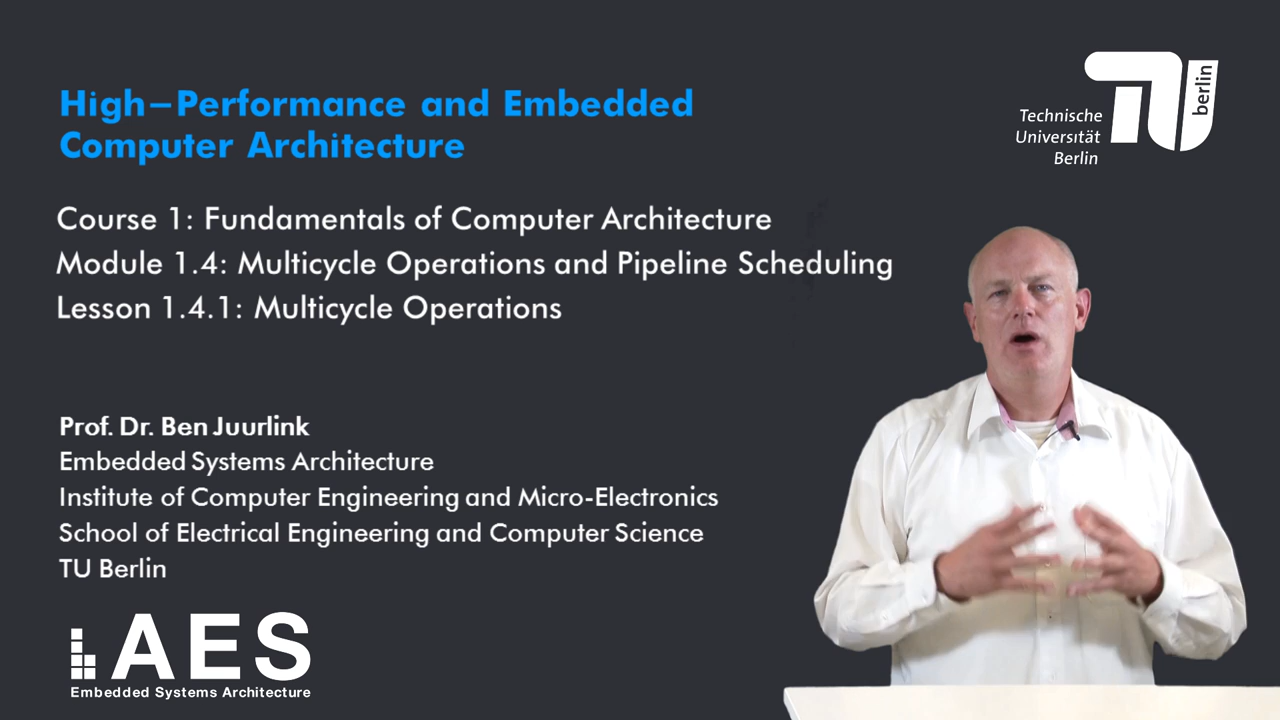 High–Performance and Embedded
Computer Architecture
Technische
Universität
Berlin
berlin
Course 1: Fundamentals of Computer Architecture
Module 1.4: Multicycle Operations and Pipeline Scheduling
Lesson 1.4.1: Multicycle Operations
Prof. Dr. Ben Juurlink
Embedded Systems Architecture
Institute of Computer Engineering and Micro-Electronics
School of Electrical Engineering and Computer Science
TU Berlin
AES
Embedded Systems Architecture